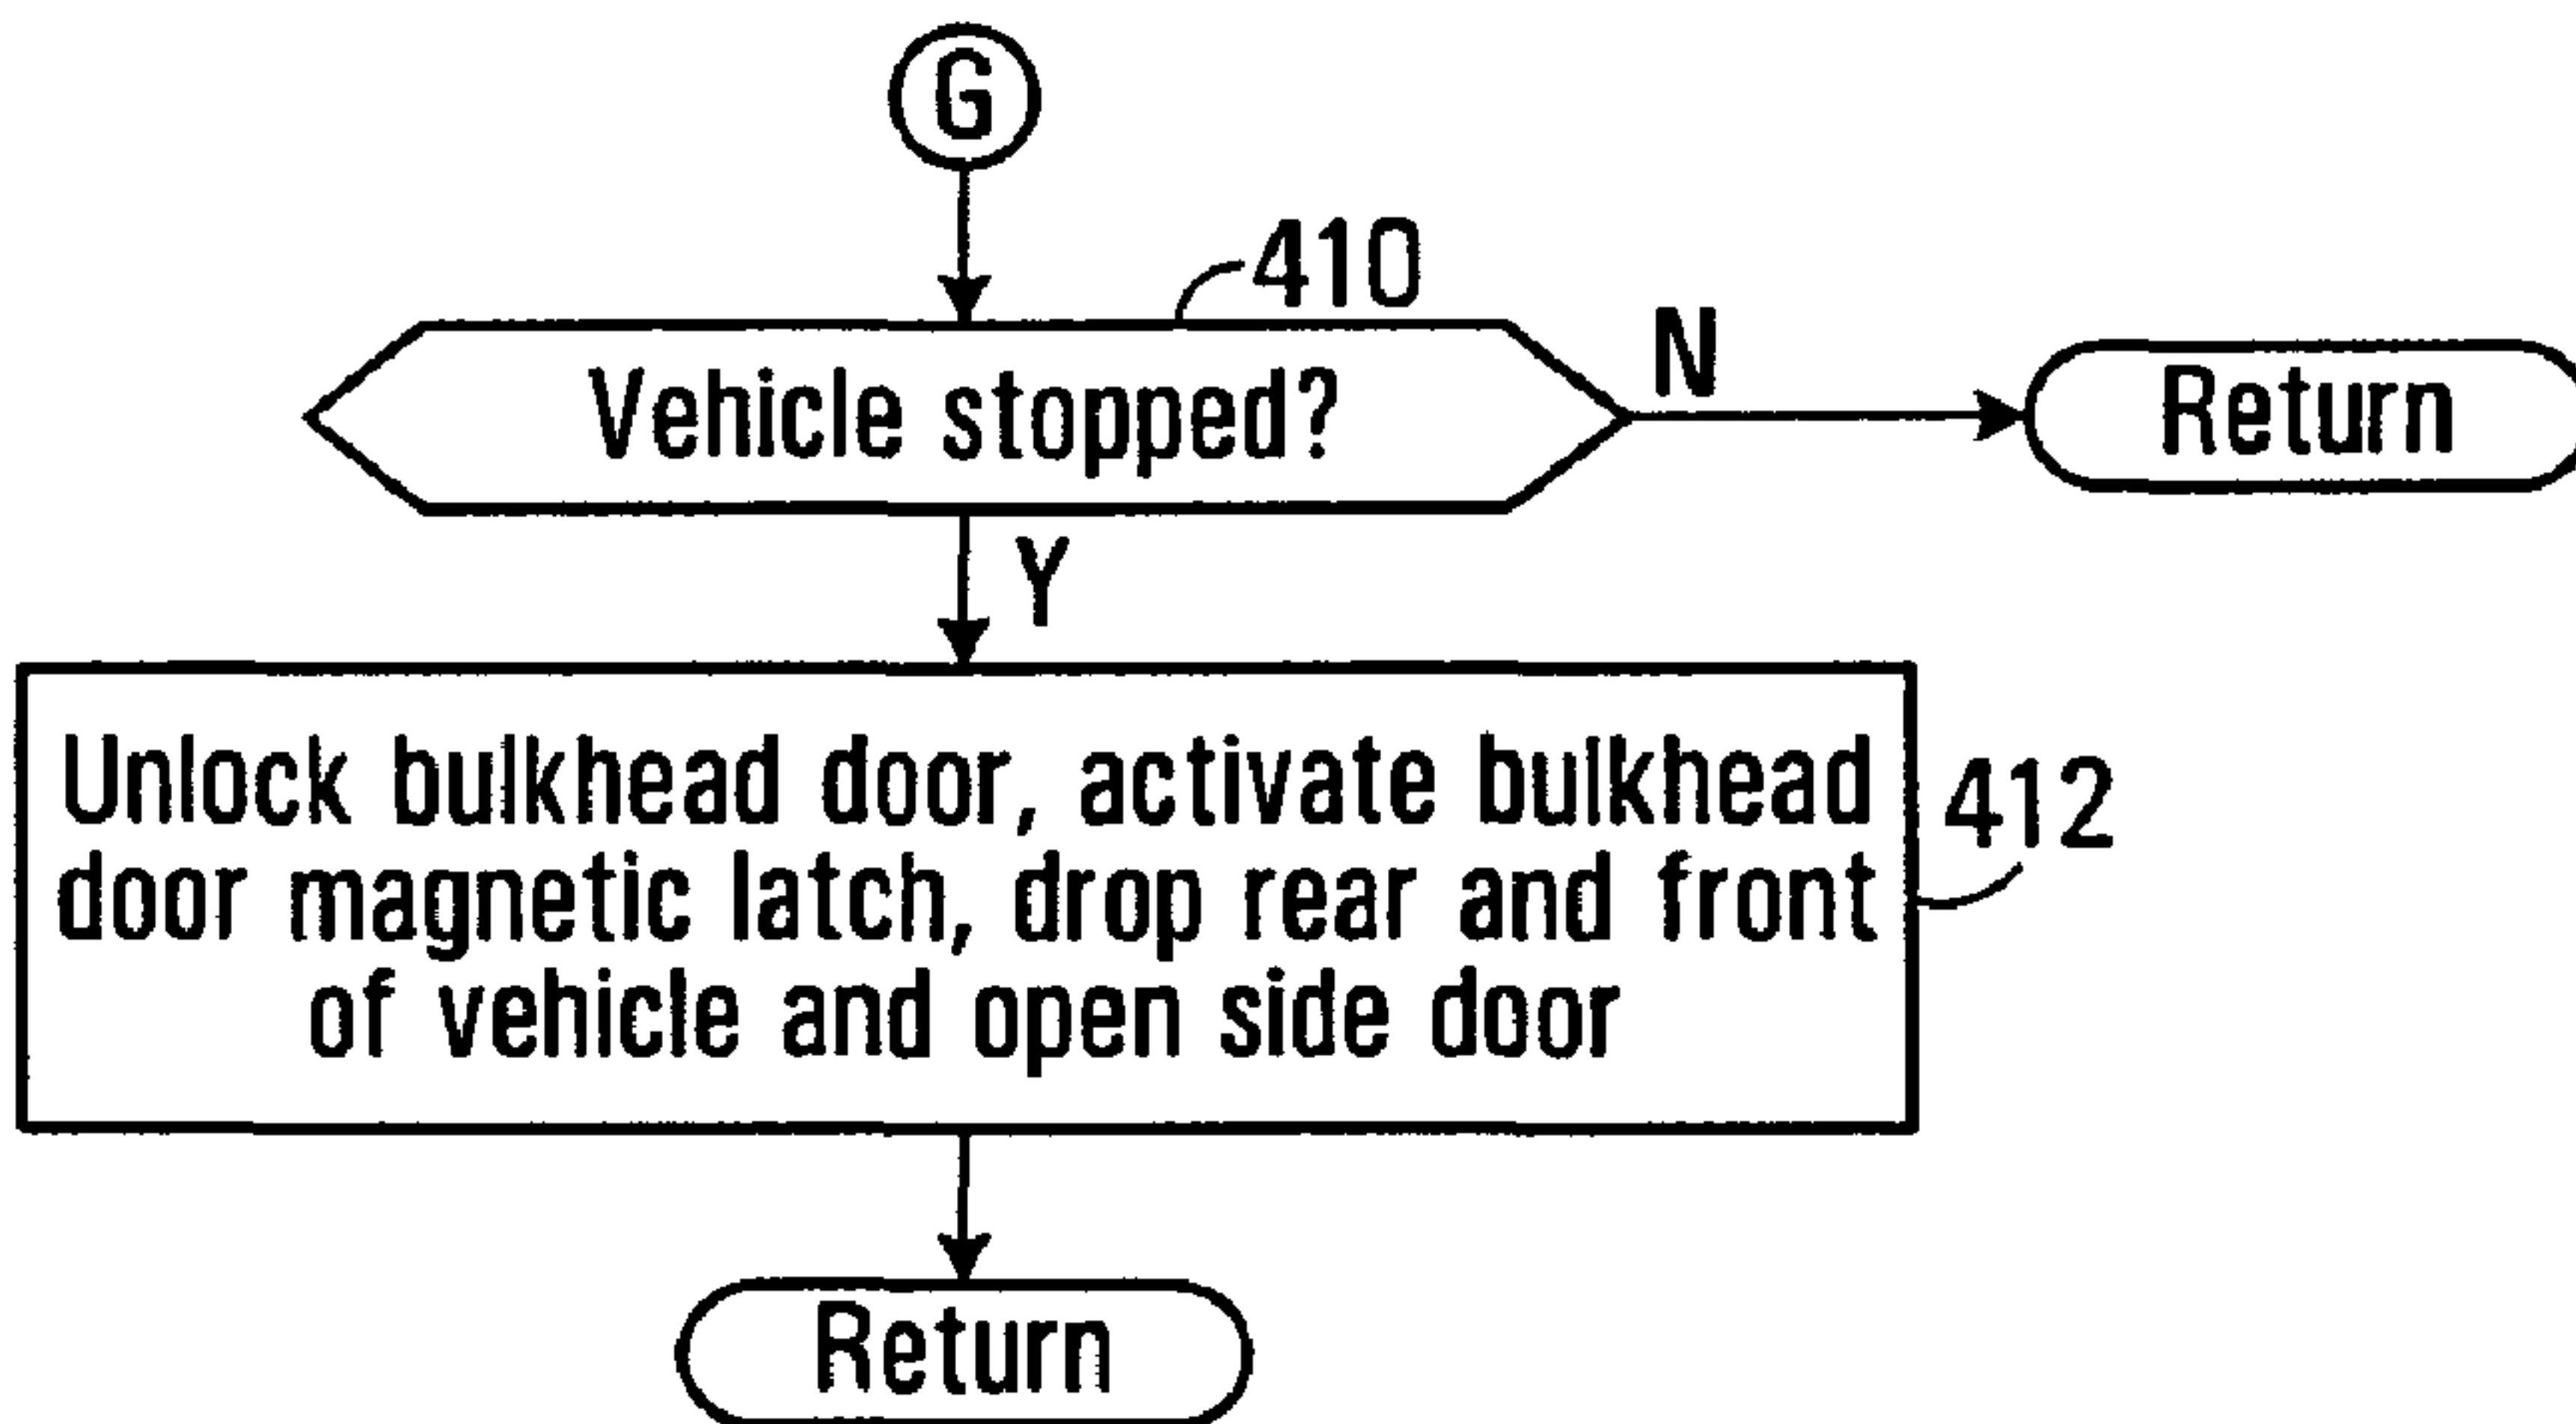 G
410
Vehicle stopped?
N
Return
Y
Unlock bulkhead door, activate bulkhead
door magnetic latch, drop rear and front
of vehicle and open side door
412
Return